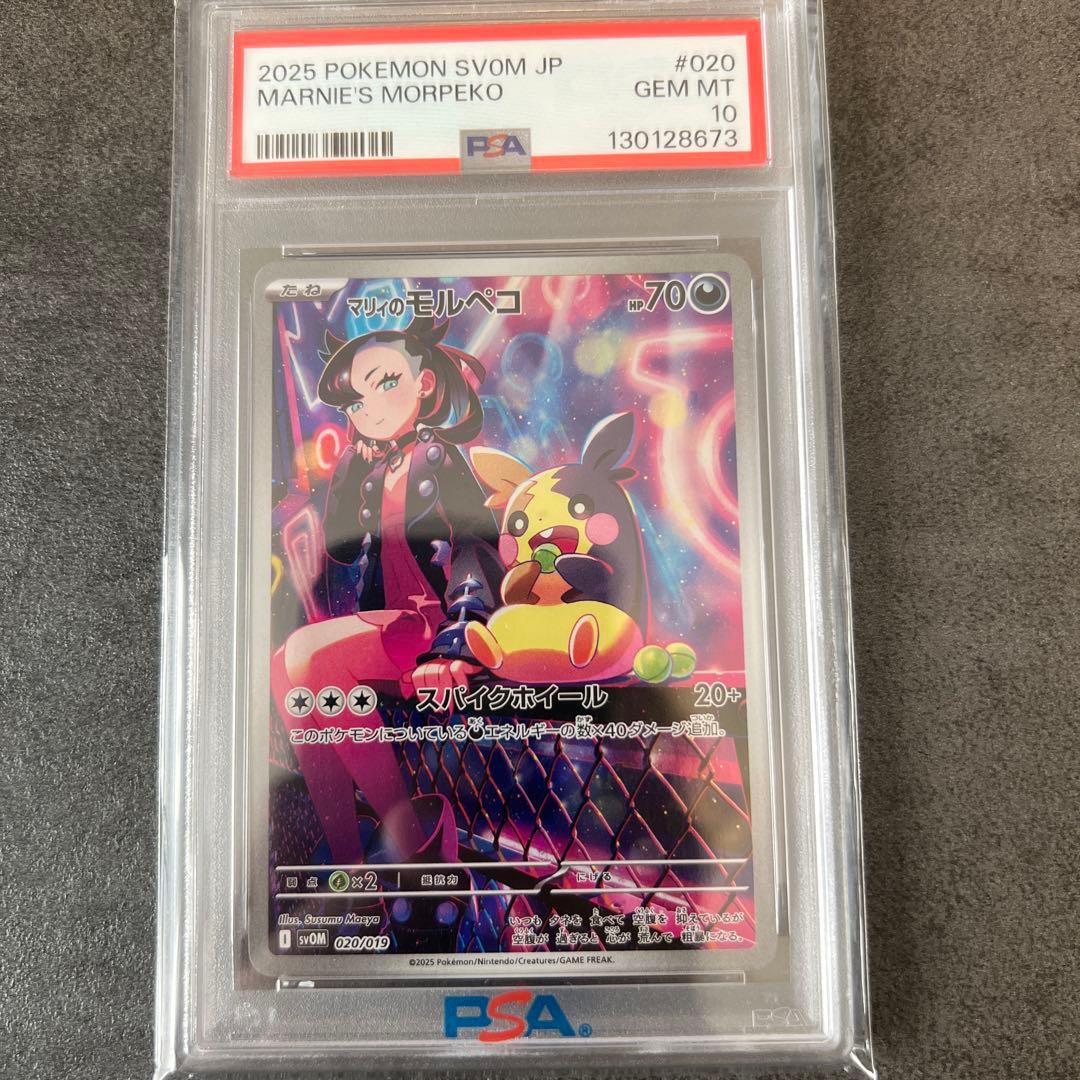 2025 POKEMON SV0M JP #020
MARNIE'S MORPEKO GEM MT
10
PSA 130128673
たね マリィのモルペコ HP70
スパイクホイール 20+
このポケモンについているエネルギーの数×40ダメージ追加。
弱点 ×2 抵抗力 にげる
Illus. Susumu Maeya
いつも タネを 食べて 空腹を 抑えているが
空腹が 過ぎると 心が 荒んで 粗暴になる。
I svOM 020/019
©2025 Pokémon/Nintendo/Creatures/GAME FREAK.
PSA®
PSA